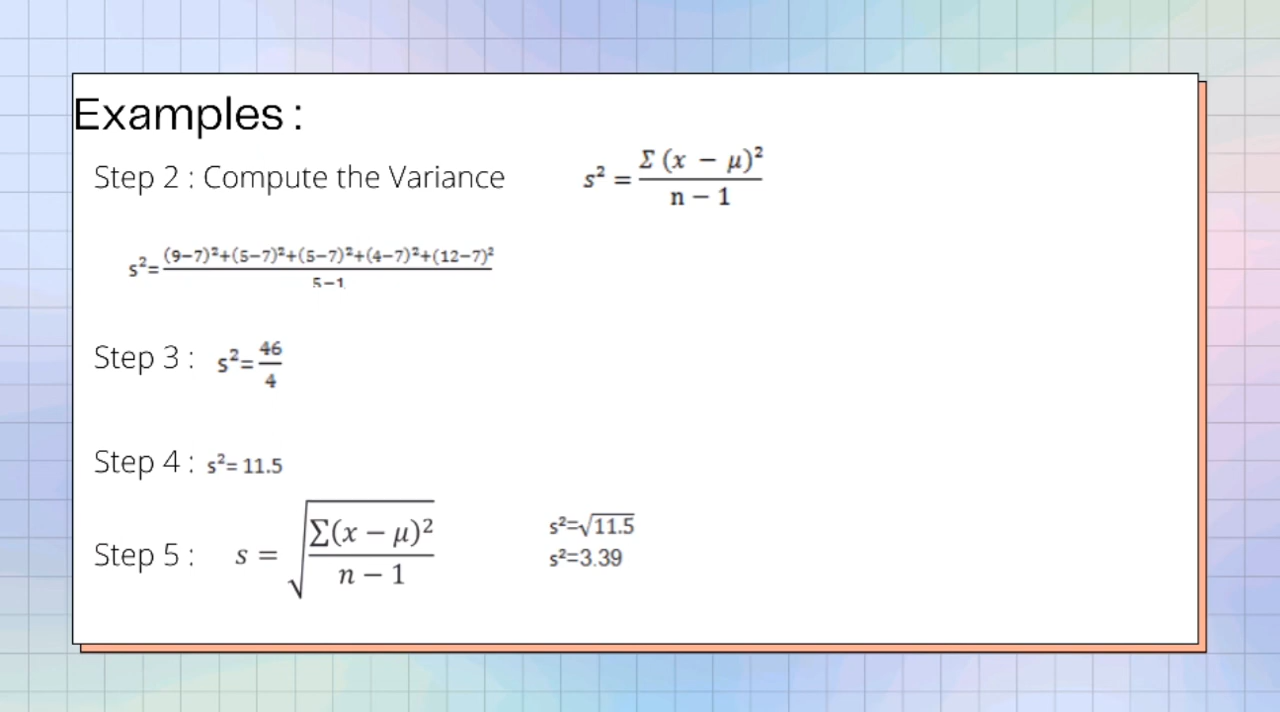 Examples :
Step 2 : Compute the Variance s² = Σ (x − μ)² / n − 1
s²= (9−7)²+(5−7)²+(5−7)²+(4−7)²+(12−7)² / 5−1
Step 3 : s²= 46 / 4
Step 4 : s²= 11.5
Step 5 : s = √ Σ(x − μ)² / n − 1 s²=√11.5
s²=3.39